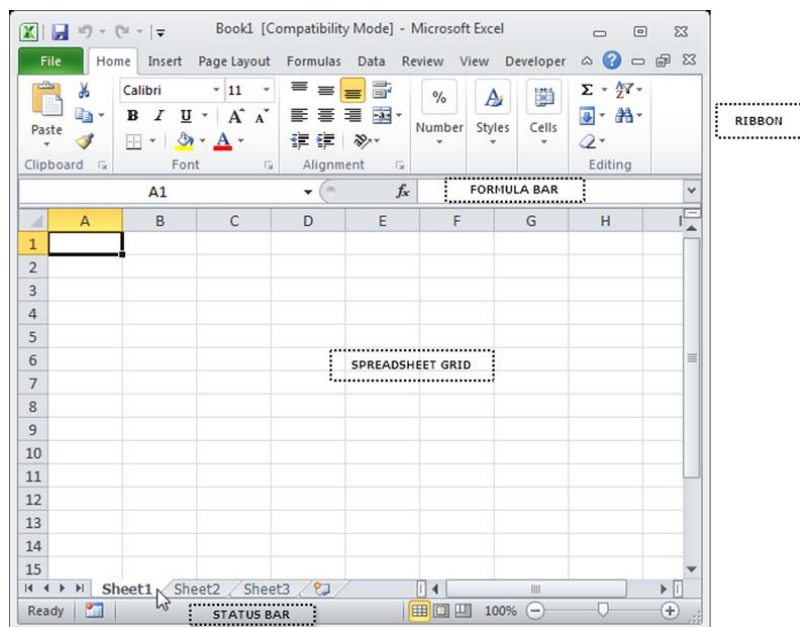 Book1 [Compatibility Mode] - Microsoft Excel
File Home Insert Page Layout Formulas Data Review View Developer
Calibri 11
B I U A A
Paste
A
%
Number
A
Styles
Cells
Σ A Z
Clipboard Font Alignment Editing
RIBBON
A1 fx FORMULA BAR
A B C D E F G H I
1
2
3
4
5
6
SPREADSHEET GRID
7
8
9
10
11
12
13
14
15
Sheet1 Sheet2 Sheet3
Ready STATUS BAR 100%